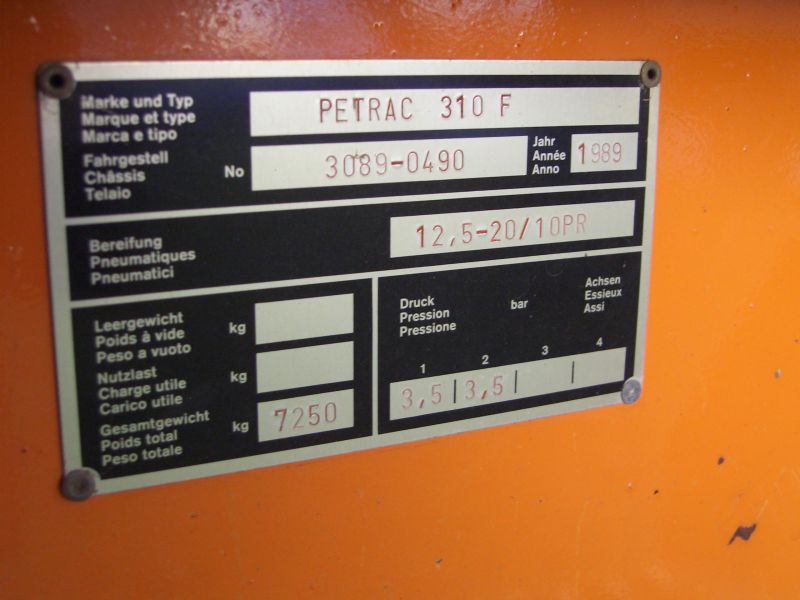 Marke und Typ
Marque et type
Marca e tipo
PETRAC 310 F
Fahrgestell
Châssis
Telaio
No
3089-0490
Jahr
Année
Anno
1989
Bereifung
Pneumatiques
Pneumatici
12,5-20/10PR
Leergewicht
Poids à vide
Peso a vuoto
kg
Nutzlast
Charge utile
Carico utile
kg
Gesamtgewicht
Poids total
Peso totale
kg
7250
Druck
Pression
Pressione
bar
Achsen
Essieux
Assi
1 2 3 4
3,5 | 3,5 | |